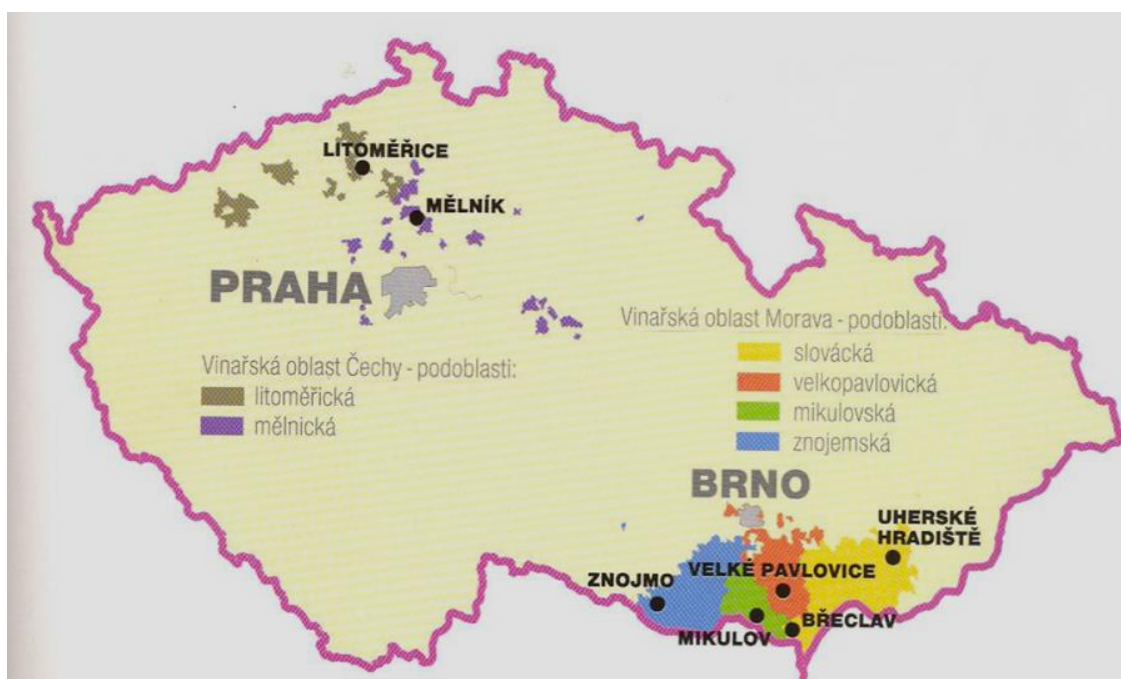 LITOMĚŘICE
MĚLNÍK
PRAHA
Vinařská oblast Čechy - podoblasti:
litoměřická
mělnická
Vinařská oblast Morava - podoblasti:
slovácká
velkopavlovická
mikulovská
znojemská
BRNO
UHERSKÉ
HRADIŠTĚ
VELKÉ PAVLOVICE
ZNOJMO
BŘECLAV
MIKULOV